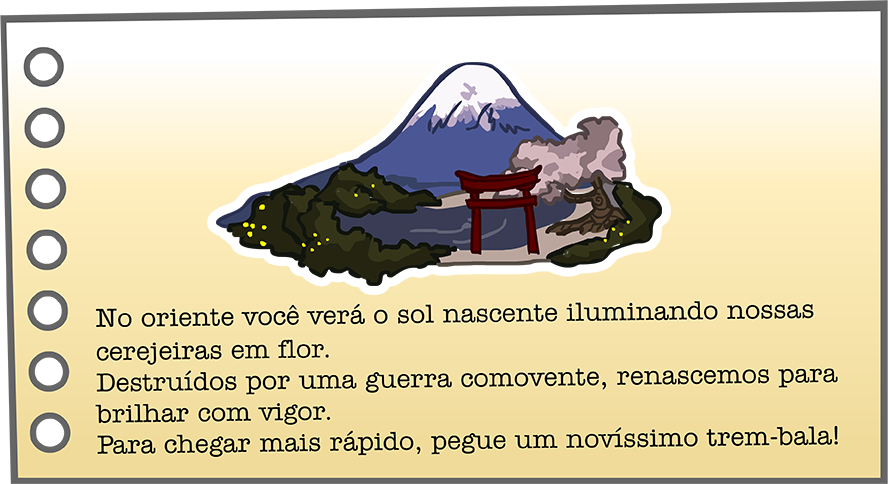 No oriente você verá o sol nascente iluminando nossas
cerejeiras em flor.
Destruídos por uma guerra comovente, renascemos para
brilhar com vigor.
Para chegar mais rápido, pegue um novíssimo trem-bala!